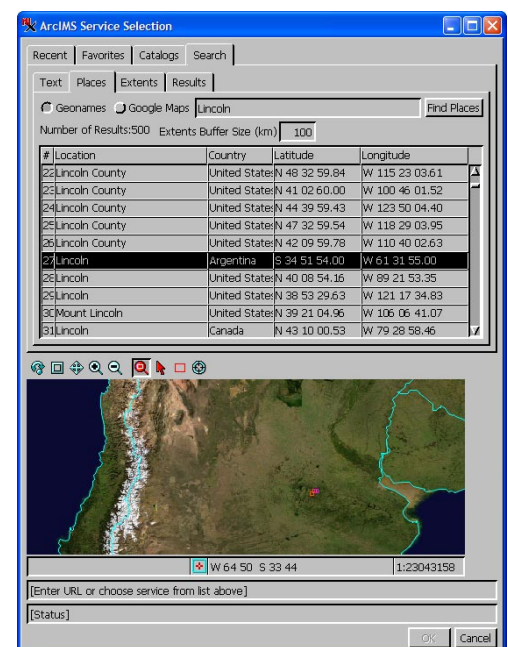 ArcIMS Service Selection
Recent Favorites Catalogs Search
Text Places Extents Results
Geonames Google Maps Lincoln Find Places
Number of Results:500 Extents Buffer Size (km) 100
# Location Country Latitude Longitude
22 Lincoln County United States N 48 32 59.84 W 115 23 03.61
23 Lincoln County United States N 41 02 60.00 W 100 46 01.52
24 Lincoln County United States N 44 39 59.43 W 123 50 04.40
25 Lincoln County United States N 47 32 59.54 W 118 29 03.95
26 Lincoln County United States N 42 09 59.78 W 110 40 02.63
27 Lincoln Argentina S 34 51 54.00 W 61 31 55.00
28 Lincoln United States N 40 08 54.16 W 89 21 53.35
29 Lincoln United States N 38 53 29.63 W 121 17 34.83
30 Mount Lincoln United States N 39 21 04.96 W 106 06 41.07
31 Lincoln Canada N 43 10 00.53 W 79 28 58.46
W 64 50 S 33 44 1:23043158
[Enter URL or choose service from list above]
[Status]
OK Cancel